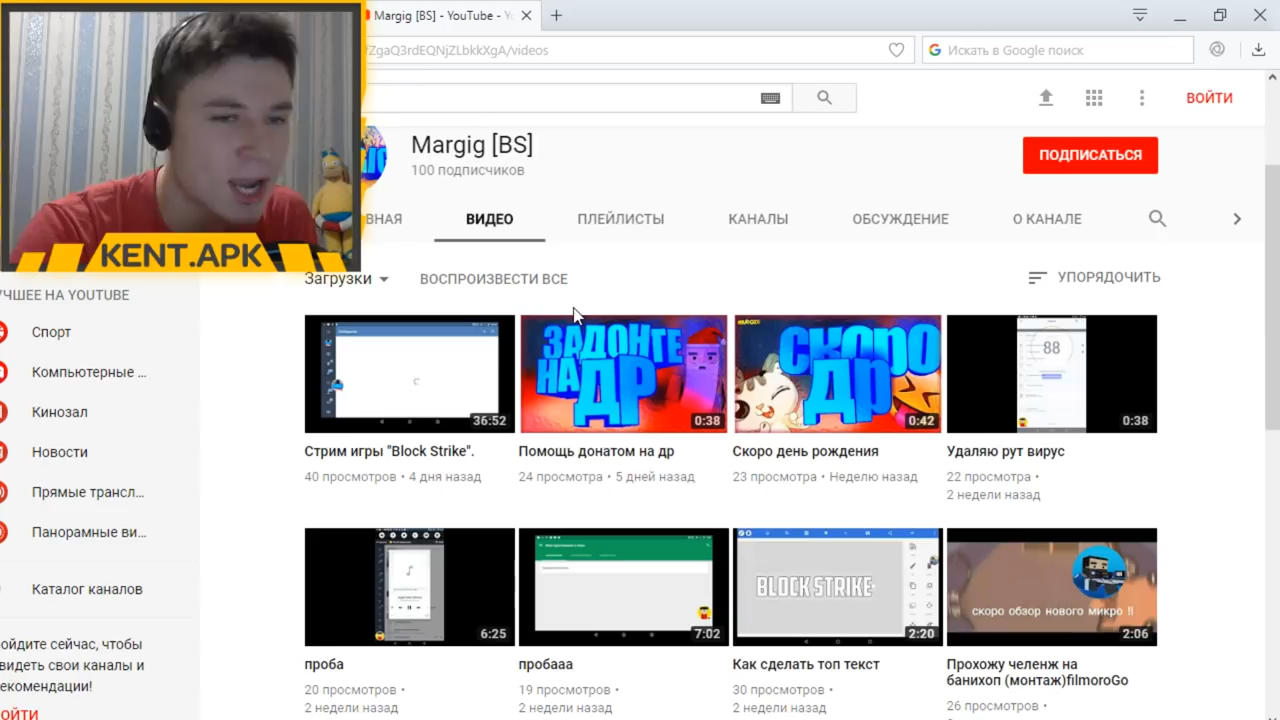 Margig [BS] - YouTube - Yo
ZgaQ3rdEQNjZLbkkXgA/videos
Искать в Google поиск
ВОЙТИ
Margig [BS]
100 подписчиков
ПОДПИСАТЬСЯ
ВНАЯ
ВИДЕО
ПЛЕЙЛИСТЫ
КАНАЛЫ
ОБСУЖДЕНИЕ
О КАНАЛЕ
KENT.APK
Загрузки
ВОСПРОИЗВЕСТИ ВСЕ
УПОРЯДОЧИТЬ
УЧШЕЕ НА YOUTUBE
Спорт
Компьютерные ...
Кинозал
Новости
Прямые трансл...
Панорамные ви...
Каталог каналов
ойдите сейчас, чтобы
видеть свои каналы и
екомендации!
ОЙТИ
36:52
Стрим игры "Block Strike".
40 просмотров • 4 дня назад
ЗАДОНТЕ
НА ДР
0:38
Помощь донатом на др
24 просмотра • 5 дней назад
СКОРО
ДР
0:42
Скоро день рождения
23 просмотра • Неделю назад
88
0:38
Удаляю рут вирус
22 просмотра •
2 недели назад
6:25
проба
20 просмотров •
2 недели назад
7:02
пробааа
19 просмотров •
2 недели назад
BLOCK STRIKE
2:20
Как сделать топ текст
30 просмотров •
2 недели назад
скоро обзор нового микро !!
2:06
Прохожу челенж на
банихоп (монтаж)filmoroGo
26 просмотров •